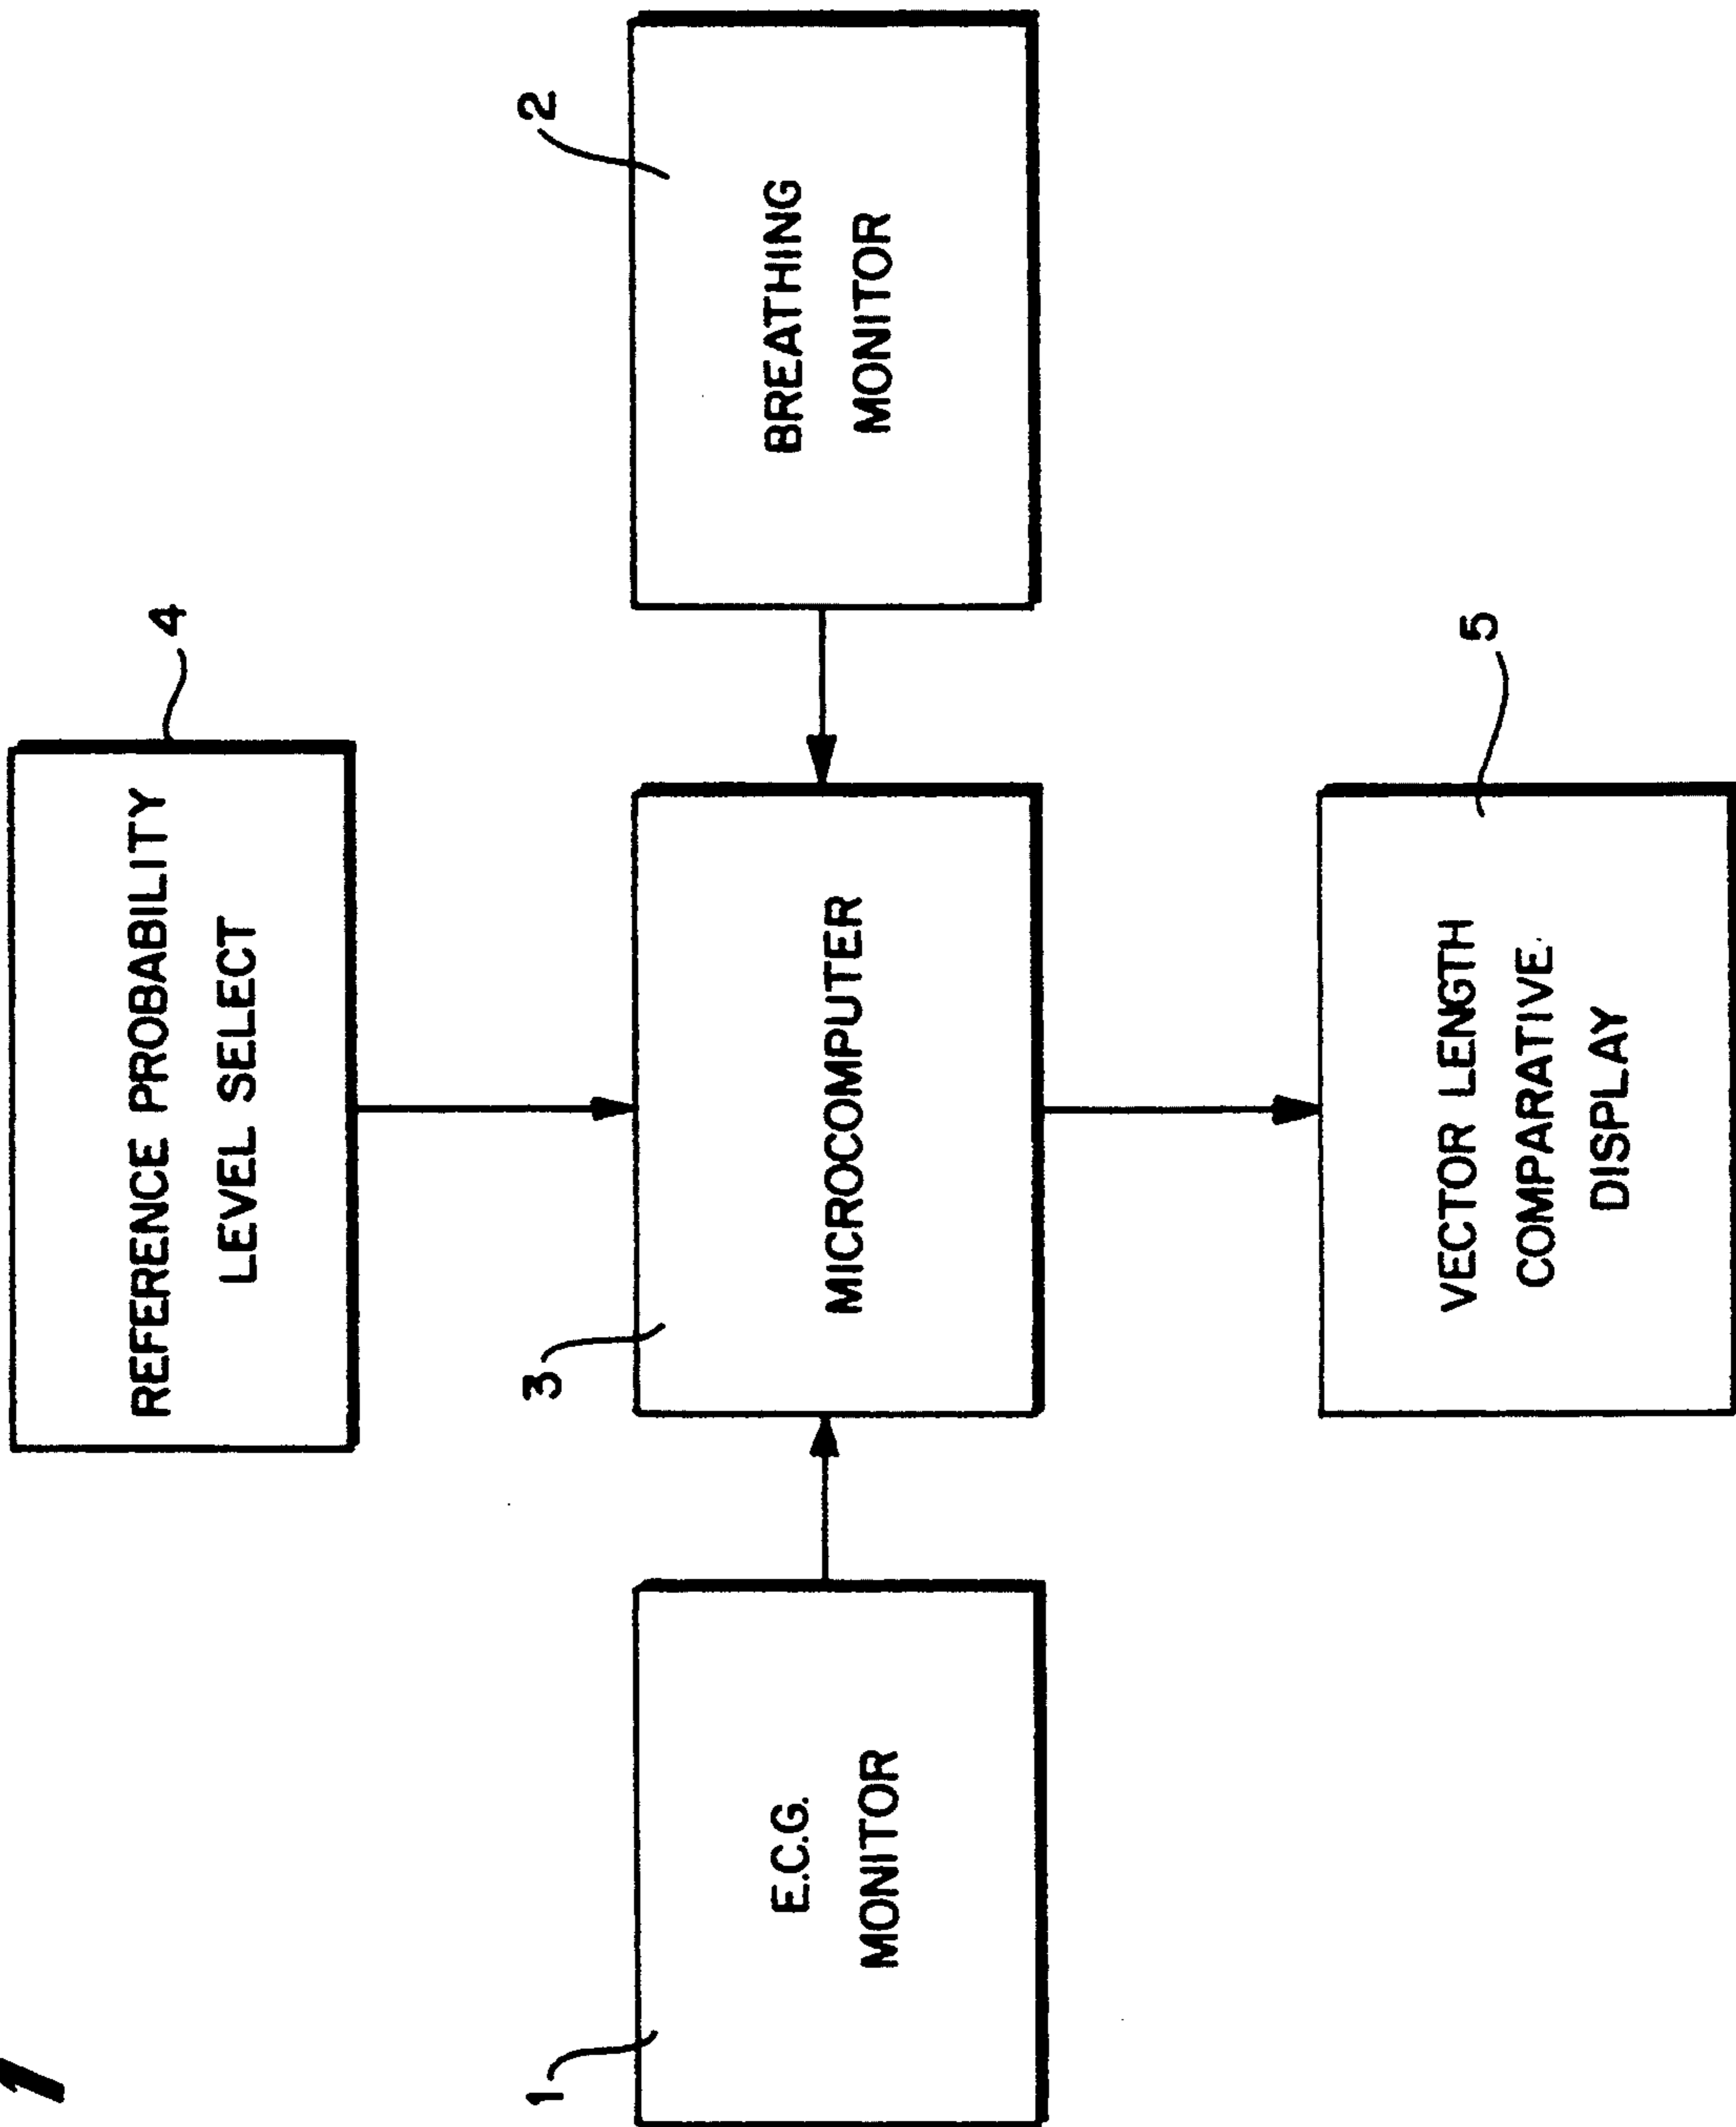 1
4
REFERENCE PROBABILITY
LEVEL SELECT
1
E.C.G.
MONITOR
3
MICROCOMPUTER
2
BREATHING
MONITOR
5
VECTOR LENGTH
COMPARATIVE
DISPLAY